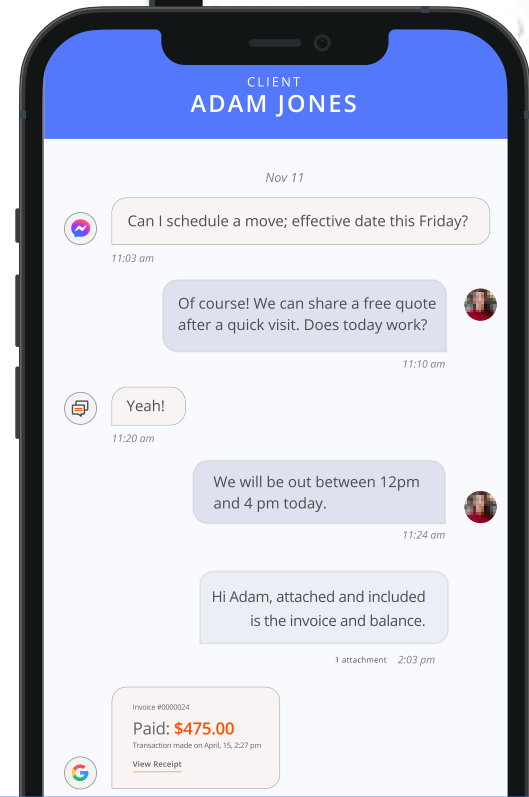 CLIENT
ADAM JONES
Nov 11
Can I schedule a move; effective date this Friday?
11:03 am
Of course! We can share a free quote
after a quick visit. Does today work?
11:10 am
Yeah!
11:20 am
We will be out between 12pm
and 4 pm today.
11:24 am
Hi Adam, attached and included
is the invoice and balance.
1 attachment 2:03 pm
Invoice #0000024
Paid: $475.00
Transaction made on April, 15, 2:27 pm
View Receipt